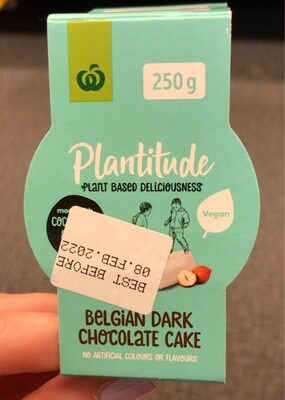 250g
Plantitude
PLANT BASED DELICIOUSNESS
Vegan
BEST BEFORE
08.FEB.2022
BELGIAN DARK
CHOCOLATE CAKE
NO ARTIFICIAL COLOURS OR FLAVOURS